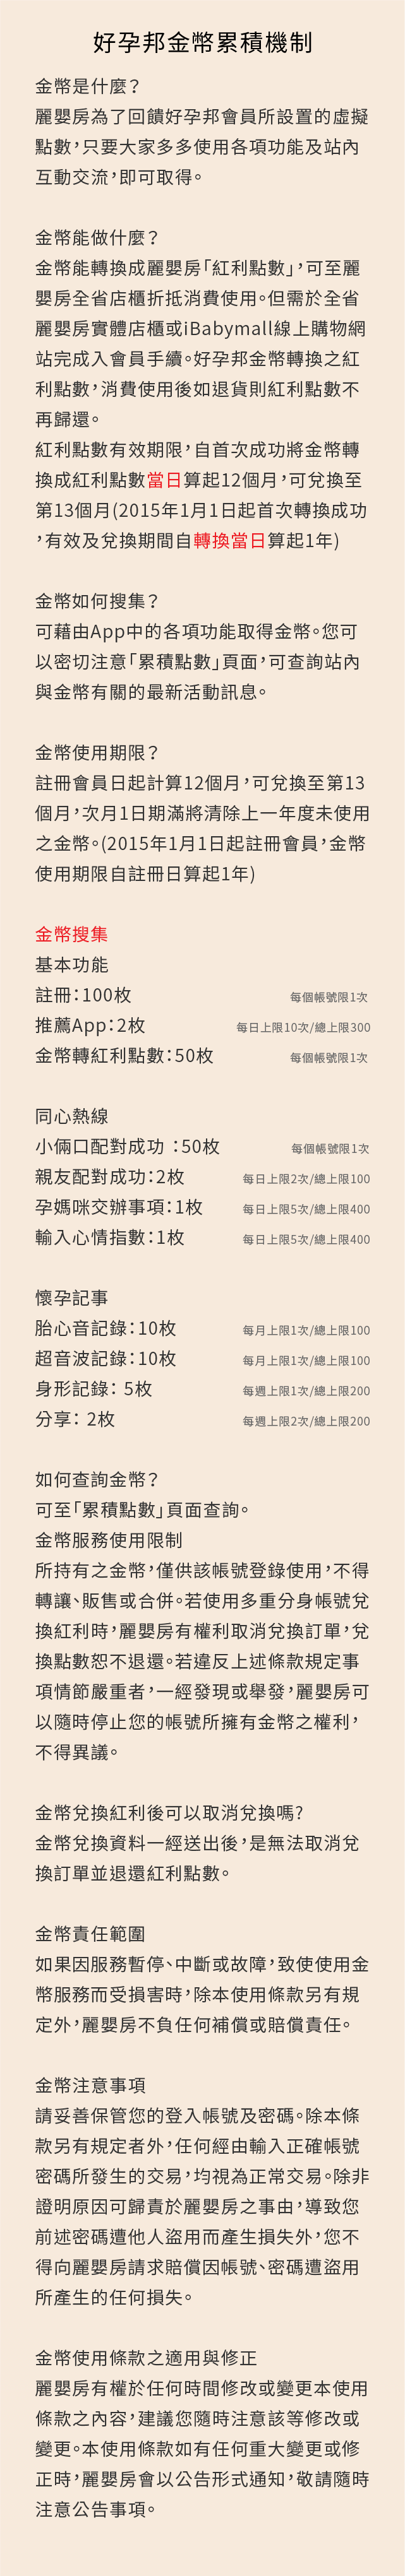 好孕邦金幣累積機制
金幣是什麼？
麗嬰房為了回饋好孕邦會員所設置的虛擬
點數，只要大家多多使用各項功能及站內
互動交流，即可取得。
金幣能做什麼？
金幣能轉換成麗嬰房「紅利點數」，可至麗
嬰房全省店櫃折抵消費使用。但需於全省
麗嬰房實體店櫃或iBabymall線上購物網
站完成入會員手續。好孕邦金幣轉換之紅
利點數，消費使用後如退貨則紅利點數不
再歸還。
紅利點數有效期限，自首次成功將金幣轉
換成紅利點數當日算起12個月，可兌換至
第13個月(2015年1月1日起首次轉換成功
，有效及兌換期間自轉換當日算起1年)
金幣如何搜集？
可藉由App中的各項功能取得金幣。您可
以密切注意「累積點數」頁面，可查詢站內
與金幣有關的最新活動訊息。
金幣使用期限？
註冊會員日起計算12個月，可兌換至第13
個月，次月1日期滿將清除上一年度未使用
之金幣。(2015年1月1日起註冊會員，金幣
使用期限自註冊日算起1年)
金幣搜集
基本功能
註冊：100枚 每個帳號限1次
推薦App：2枚 每日上限10次/總上限300
金幣轉紅利點數：50枚 每個帳號限1次
同心熱線
小倆口配對成功 ：50枚 每個帳號限1次
親友配對成功：2枚 每日上限2次/總上限100
孕媽咪交辦事項：1枚 每日上限5次/總上限400
輸入心情指數：1枚 每日上限5次/總上限400
懷孕記事
胎心音記錄：10枚 每月上限1次/總上限100
超音波記錄：10枚 每月上限1次/總上限100
身形記錄： 5枚 每週上限1次/總上限200
分享： 2枚 每週上限2次/總上限200
如何查詢金幣？
可至「累積點數」頁面查詢。
金幣服務使用限制
所持有之金幣，僅供該帳號登錄使用，不得
轉讓、販售或合併。若使用多重分身帳號兌
換紅利時，麗嬰房有權利取消兌換訂單，兌
換點數恕不退還。若違反上述條款規定事
項情節嚴重者，一經發現或舉發，麗嬰房可
以隨時停止您的帳號所擁有金幣之權利，
不得異議。
金幣兌換紅利後可以取消兌換嗎?
金幣兌換資料一經送出後，是無法取消兌
換訂單並退還紅利點數。
金幣責任範圍
如果因服務暫停、中斷或故障，致使使用金
幣服務而受損害時，除本使用條款另有規
定外，麗嬰房不負任何補償或賠償責任。
金幣注意事項
請妥善保管您的登入帳號及密碼。除本條
款另有規定者外，任何經由輸入正確帳號
密碼所發生的交易，均視為正常交易。除非
證明原因可歸責於麗嬰房之事由，導致您
前述密碼遭他人盜用而產生損失外，您不
得向麗嬰房請求賠償因帳號、密碼遭盜用
所產生的任何損失。
金幣使用條款之適用與修正
麗嬰房有權於任何時間修改或變更本使用
條款之內容，建議您隨時注意該等修改或
變更。本使用條款如有任何重大變更或修
正時，麗嬰房會以公告形式通知，敬請隨時
注意公告事項。